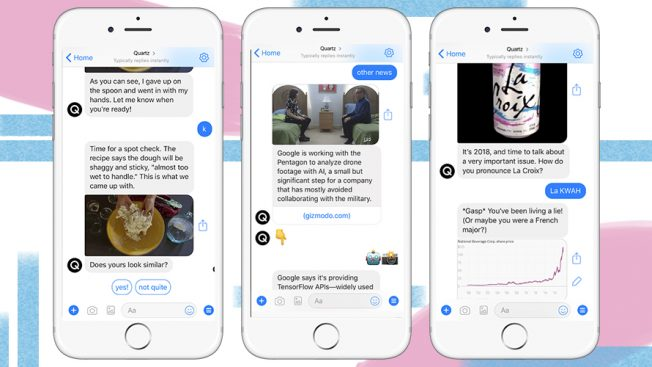 Home
Quartz >
Typically replies instantly
As you can see, I gave up on
the spoon and went in with my
hands. Let me know when
you're ready!
k
Time for a spot check. The
recipe says the dough will be
shaggy and sticky, "almost too
wet to handle." This is what we
came up with.
Does yours look similar?
yes!
not quite
Aa
Home
Quartz >
Typically replies instantly
other news
Google is working with the
Pentagon to analyze drone
footage with AI, a small but
significant step for a company
that has mostly avoided
collaborating with the military.
(gizmodo.com)
Google says it's providing
TensorFlow APIs—widely used
Aa
Home
Quartz >
Typically replies instantly
La
Croix
It's 2018, and time to talk about
a very important issue. How do
you pronounce La Croix?
La KWAH
*Gasp* You've been living a lie!
(Or maybe you were a French
major?)
National Beverage Corp. share price
Aa